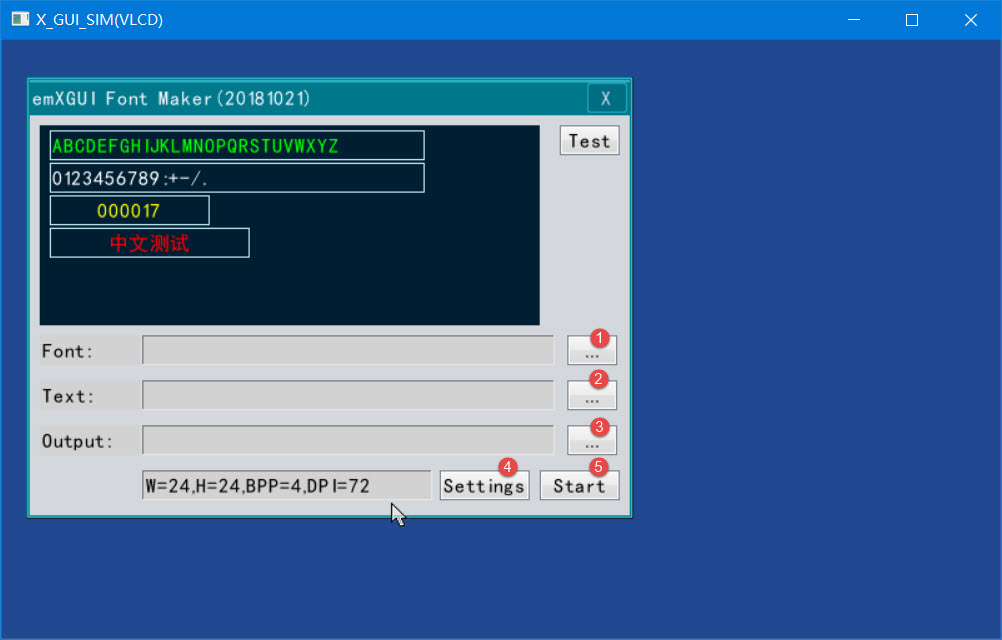 X_GUI_SIM(VLCD)
emXGUI Font Maker(20181021) X
ABCDEFGHIJKLMNOPQRSTUVWXYZ Test
0123456789:+-/.
000017
中文测试
Font: ... 1
Text: ... 2
Output: ... 3
W=24,H=24,BPP=4,DPI=72 Settings 4 Start 5